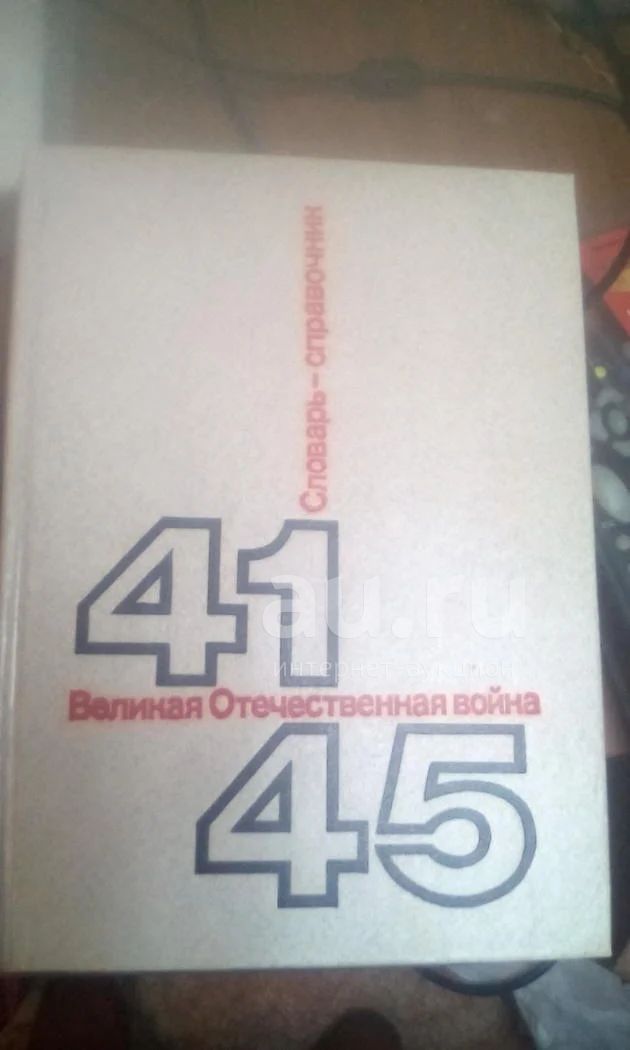 Словарь-справочник
41
Великая Отечественная война
45
au.ru
интернет-аукцион